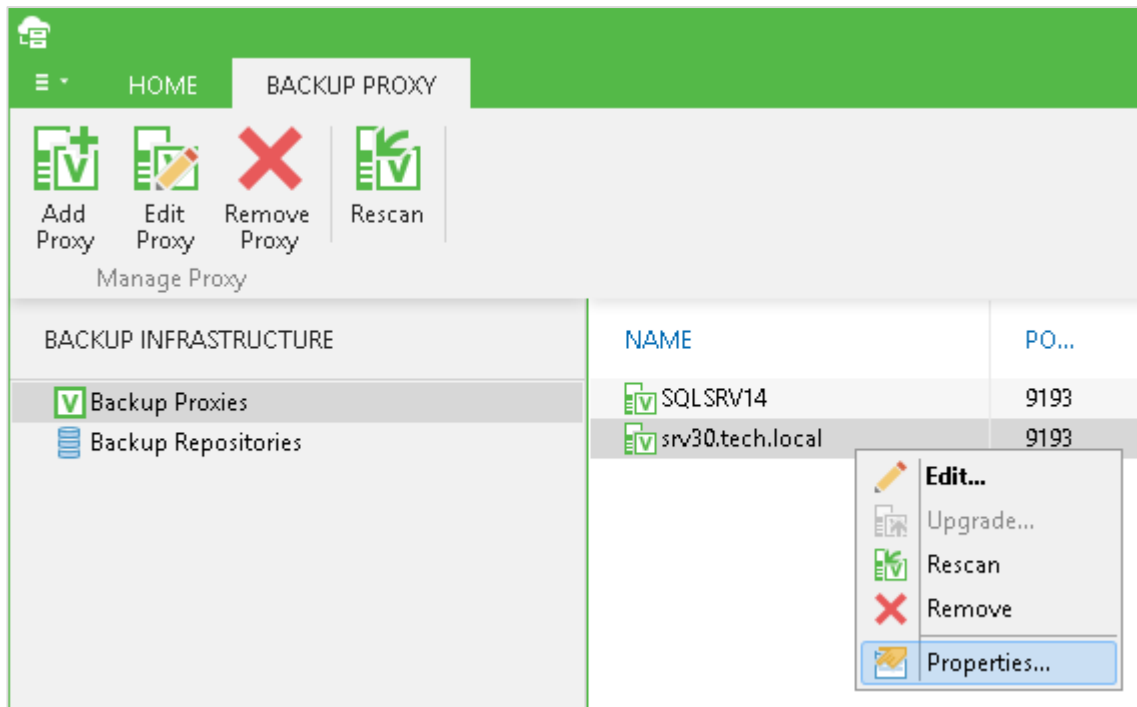 HOME BACKUP PROXY
Add Proxy
Edit Proxy
Remove Proxy
Rescan
Manage Proxy
BACKUP INFRASTRUCTURE
Backup Proxies
Backup Repositories
NAME PO...
SQLSRV14 9193
srv30.tech.local 9193
Edit...
Upgrade...
Rescan
Remove
Properties...